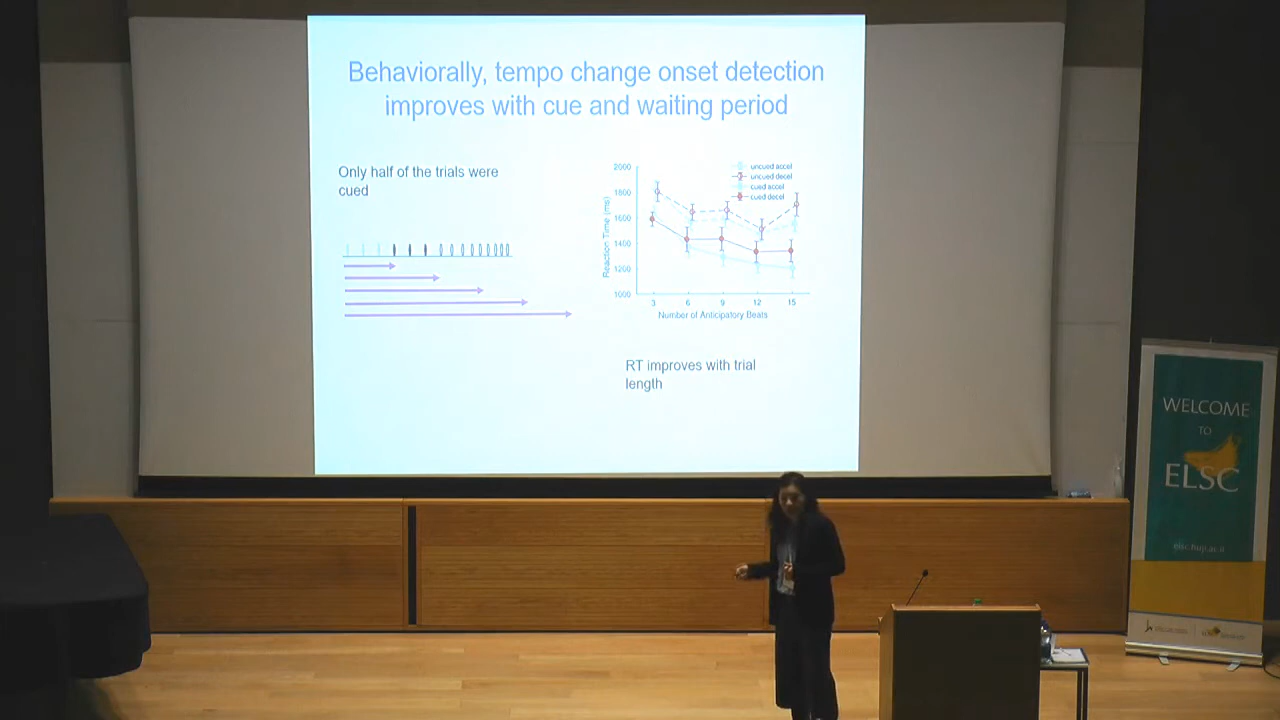 Behaviorally, tempo change onset detection
improves with cue and waiting period
Only half of the trials were
cued
2000
1800
1600
1400
1200
1000
Reaction Time (ms)
3 6 9 12 15
Number of Anticipatory Beats
uncued accel
uncued decel
cued accel
cued decel
RT improves with trial
length
WELCOME
TO
ELSC
elsc.huji.ac.il